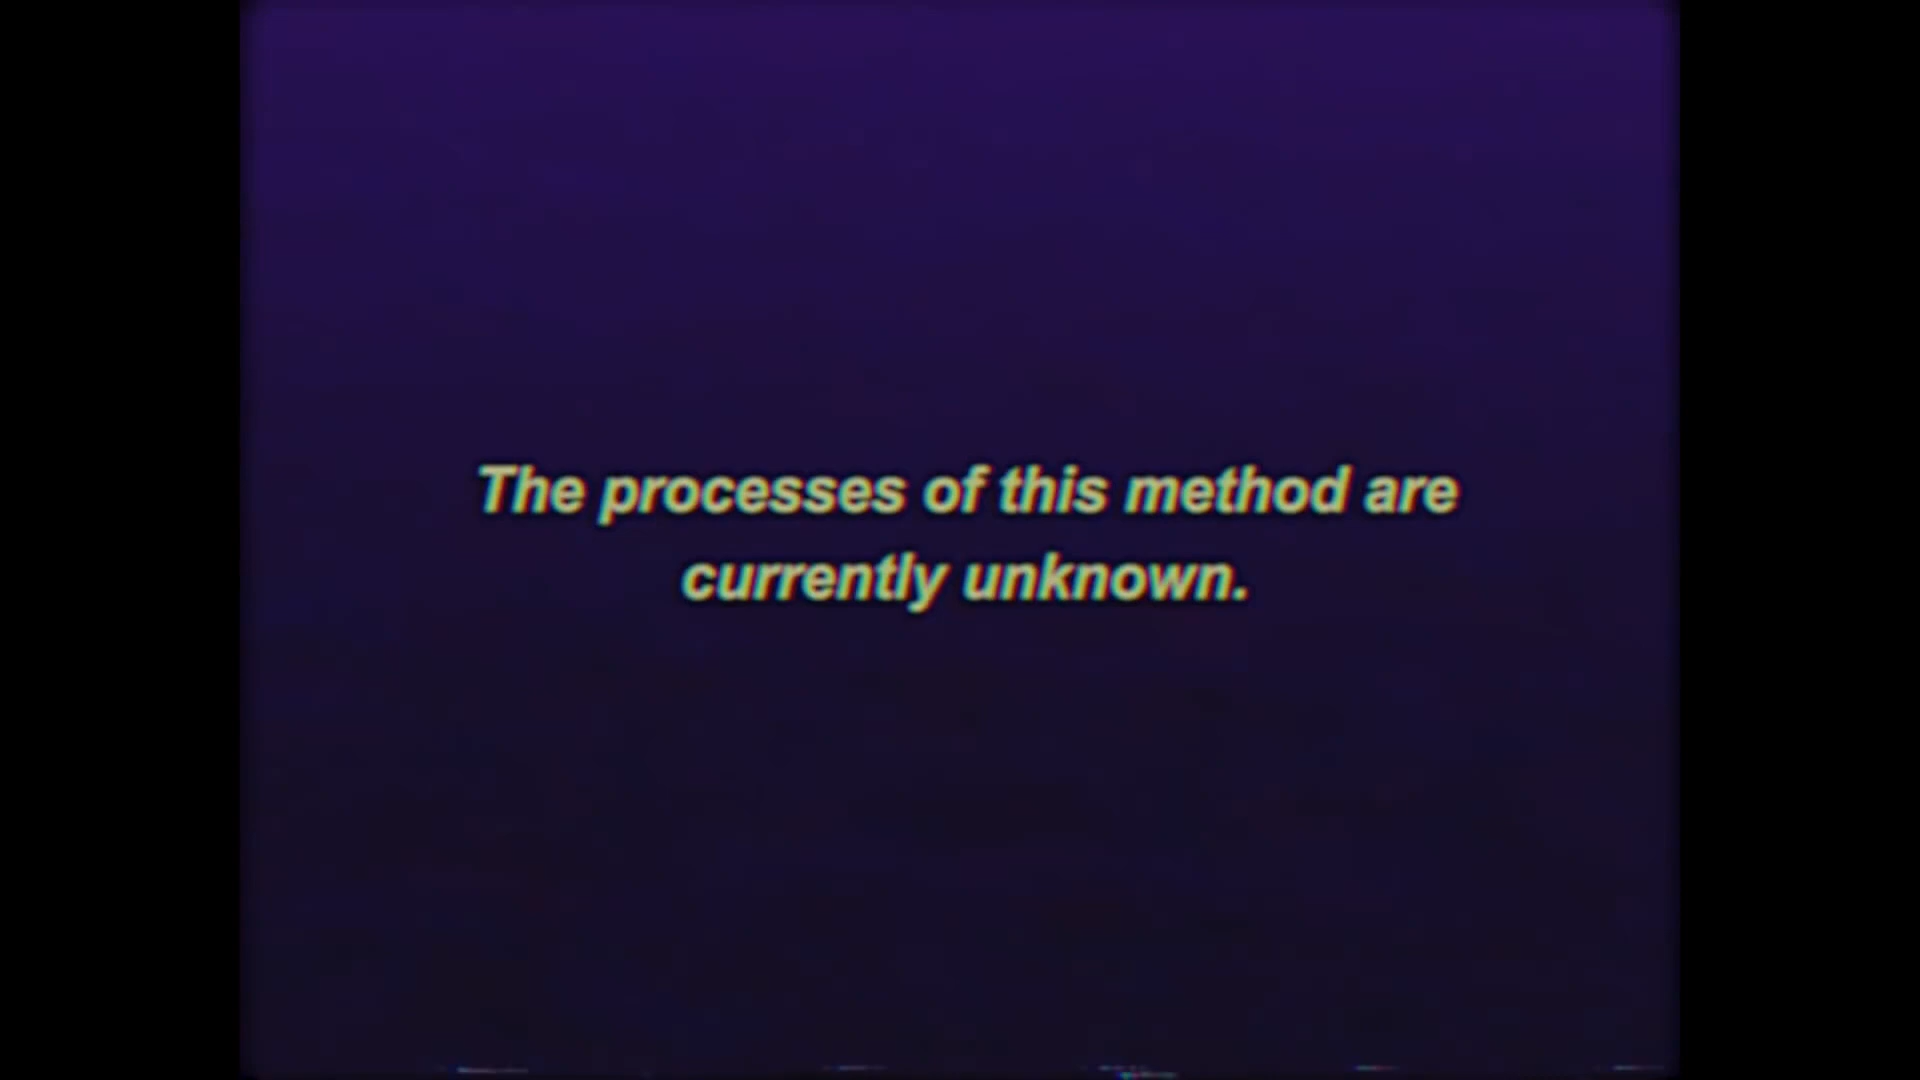 The processes of this method are
currently unknown.